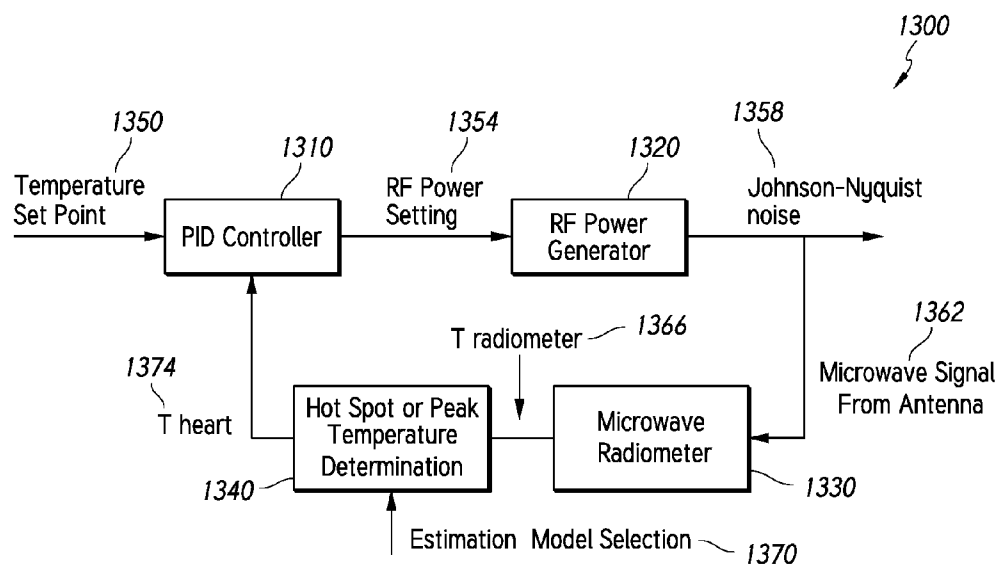 1300
1350
1310
1354
1320
1358
Temperature
Set Point
PID Controller
RF Power
Setting
RF Power
Generator
Johnson-Nyquist
noise
1374
T heart
Hot Spot or Peak
Temperature
Determination
1340
T radiometer
1366
Microwave
Radiometer
1330
1362
Microwave Signal
From Antenna
Estimation Model Selection
1370